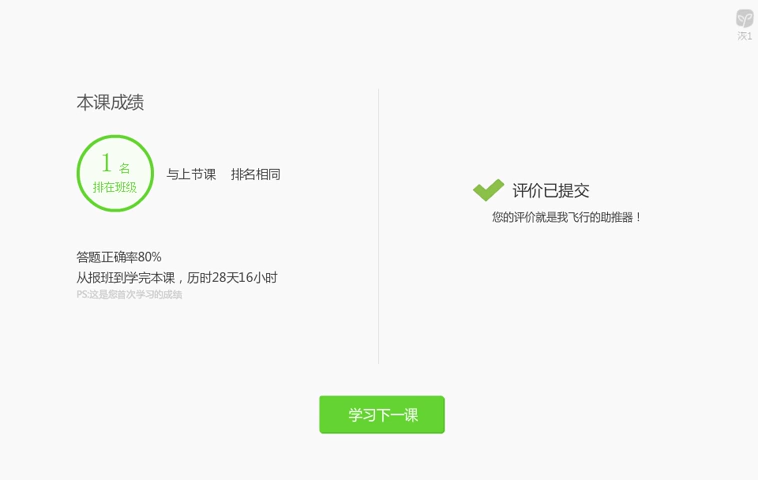 汝1
本课成绩
1 名
排在班级
与上节课 排名相同
答题正确率80%
从报班到学完本课，历时28天16小时
PS:这是您首次学习的成绩
评价已提交
您的评价就是我飞行的助推器！
学习下一课